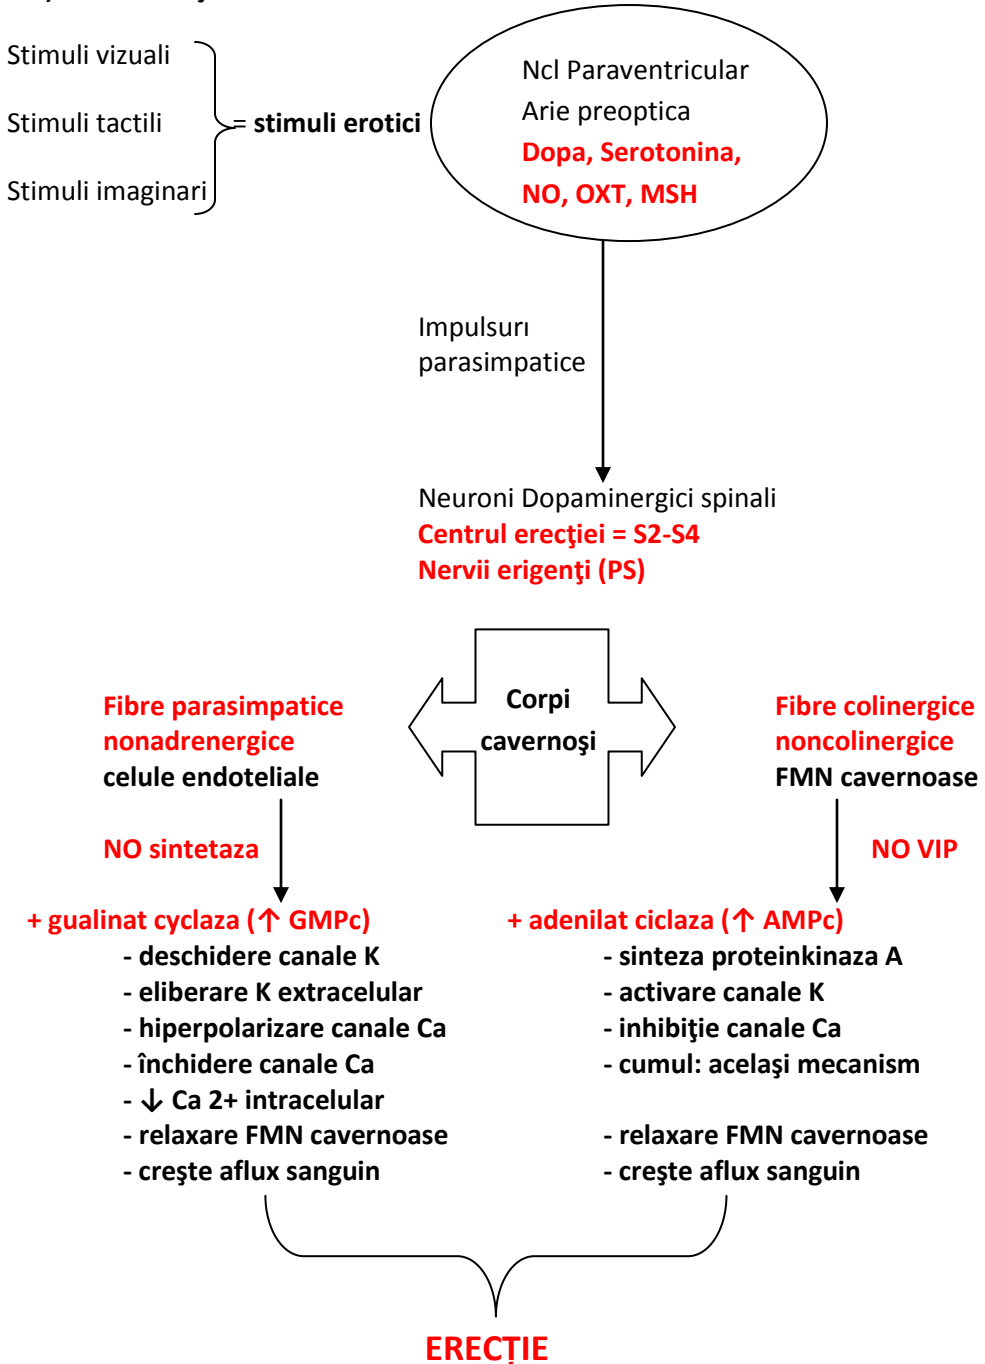 Stimuli vizuali
Stimuli tactili
= stimuli erotici
Stimuli imaginari
Ncl Paraventricular
Arie preoptica
Dopa, Serotonina,
NO, OXT, MSH
Impulsuri
parasimpatice
Neuroni Dopaminergici spinali
Centrul erecţiei = S2-S4
Nervii erigenţi (PS)
Corpi
cavernoşi
Fibre parasimpatice
nonadrenergice
celule endoteliale
NO sintetaza
+ gualinat cyclaza (↑ GMPc)
- deschidere canale K
- eliberare K extracelular
- hiperpolarizare canale Ca
- închidere canale Ca
- ↓ Ca 2+ intracelular
- relaxare FMN cavernoase
- creşte aflux sanguin
Fibre colinergice
noncolinergice
FMN cavernoase
NO VIP
+ adenilat ciclaza (↑ AMPc)
- sinteza proteinkinaza A
- activare canale K
- inhibiţie canale Ca
- cumul: acelaşi mecanism
- relaxare FMN cavernoase
- creşte aflux sanguin
ERECŢIE